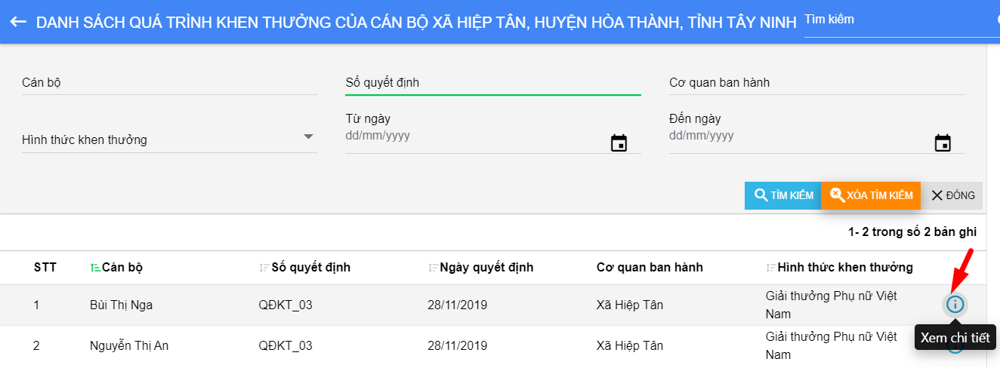 DANH SÁCH QUÁ TRÌNH KHEN THƯỞNG CỦA CÁN BỘ XÃ HIỆP TÂN, HUYỆN HÒA THÀNH, TỈNH TÂY NINH Tìm kiếm
Cán bộ Số quyết định Cơ quan ban hành
Từ ngày Đến ngày
dd/mm/yyyy dd/mm/yyyy
Hình thức khen thưởng
TÌM KIẾM XÓA TÌM KIẾM ĐÓNG
1- 2 trong số 2 bản ghi
STT Cán bộ Số quyết định Ngày quyết định Cơ quan ban hành Hình thức khen thưởng
1 Bùi Thị Nga QĐKT_03 28/11/2019 Xã Hiệp Tân Giải thưởng Phụ nữ Việt
Nam
Xem chi tiết
2 Nguyễn Thị An QĐKT_03 28/11/2019 Xã Hiệp Tân Giải thưởng Phụ nữ Việt
Nam